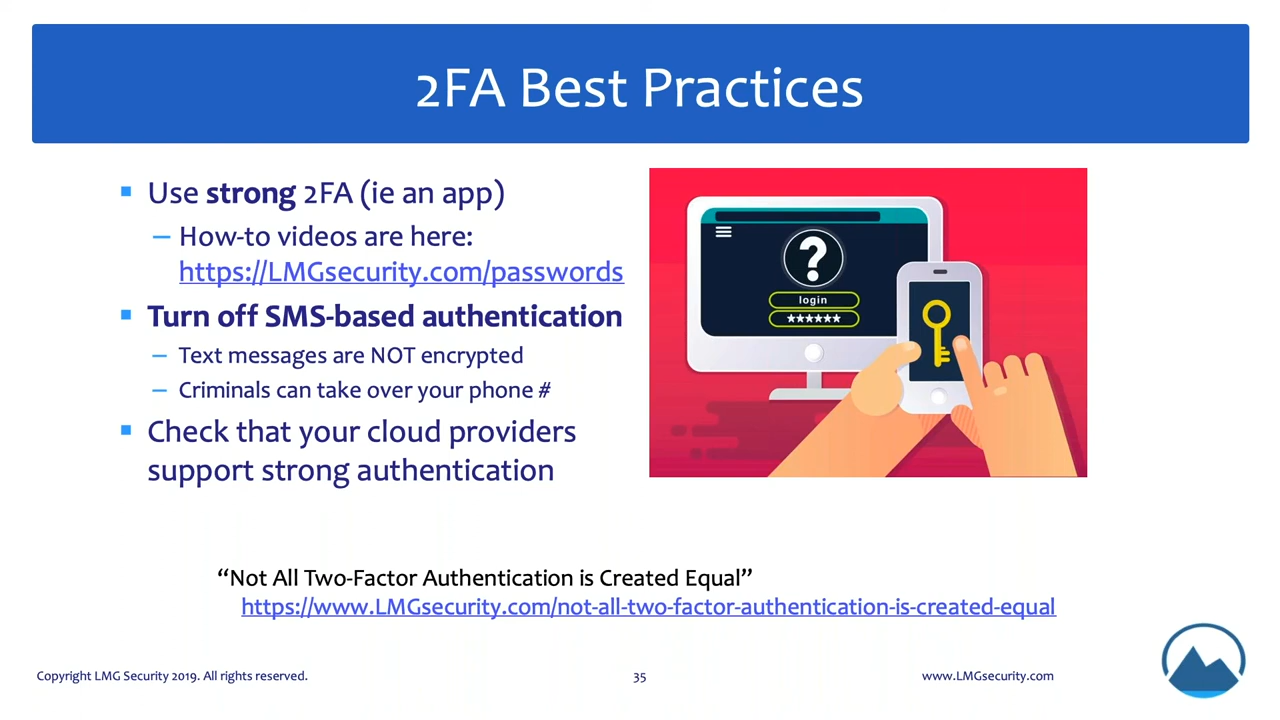 2FA Best Practices
Use strong 2FA (ie an app)
– How-to videos are here:
https://LMGsecurity.com/passwords
Turn off SMS-based authentication
– Text messages are NOT encrypted
– Criminals can take over your phone #
Check that your cloud providers
support strong authentication
?
login
******
“Not All Two-Factor Authentication is Created Equal”
https://www.LMGsecurity.com/not-all-two-factor-authentication-is-created-equal
Copyright LMG Security 2019. All rights reserved.
35
www.LMGsecurity.com